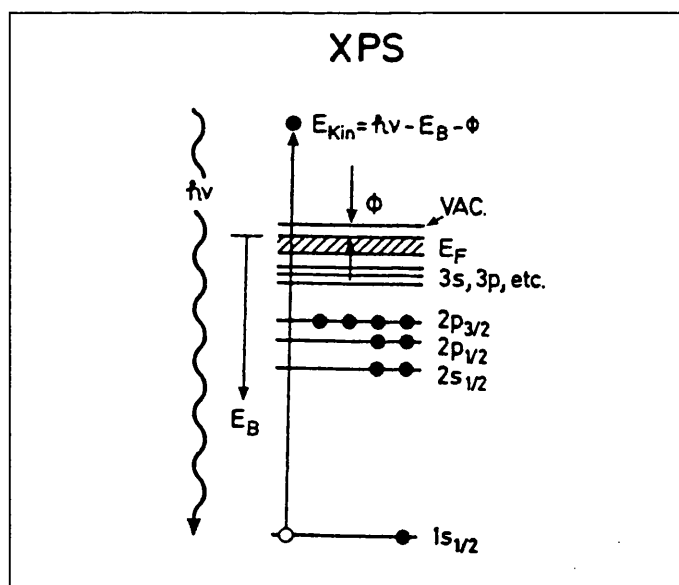 XPS
E_Kin = ħν - E_B - Φ
ħν
Φ
VAC.
E_F
3s, 3p, etc.
2p_3/2
2p_1/2
2s_1/2
E_B
1s_1/2